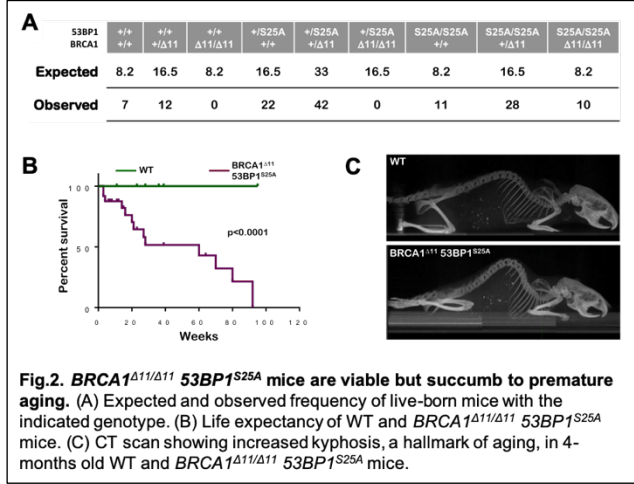 A
53BP1 +/+ +/+ +/+ +/S25A +/S25A +/S25A S25A/S25A S25A/S25A S25A/S25A
BRCA1 +/+ +/Δ11 Δ11/Δ11 +/+ +/Δ11 Δ11/Δ11 +/+ +/Δ11 Δ11/Δ11
Expected 8.2 16.5 8.2 16.5 33 16.5 8.2 16.5 8.2
Observed 7 12 0 22 42 0 11 28 10
B
WT
BRCA1Δ11
53BP1S25A
100
50
0
Percent survival
p<0.0001
0 20 40 60 80 100 120
Weeks
C
WT
BRCA1Δ11 53BP1S25A
Fig.2. BRCA1Δ11/Δ11 53BP1S25A mice are viable but succumb to premature
aging. (A) Expected and observed frequency of live-born mice with the
indicated genotype. (B) Life expectancy of WT and BRCA1Δ11/Δ11 53BP1S25A
mice. (C) CT scan showing increased kyphosis, a hallmark of aging, in 4-
months old WT and BRCA1Δ11/Δ11 53BP1S25A mice.